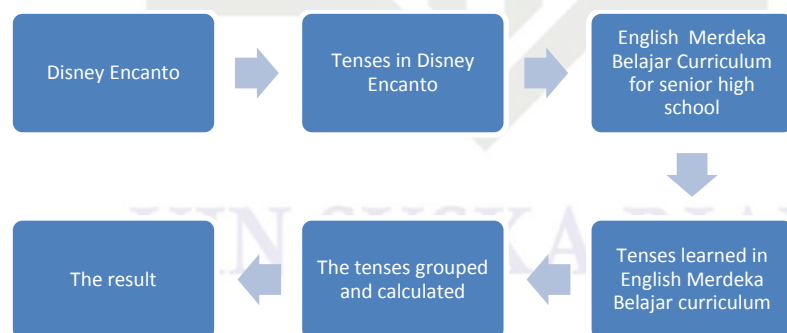 Disney Encanto
Tenses in Disney
Encanto
English Merdeka
Belajar Curriculum
for senior high
school
Tenses learned in
English Merdeka
Belajar curriculum
The tenses grouped
and calculated
The result